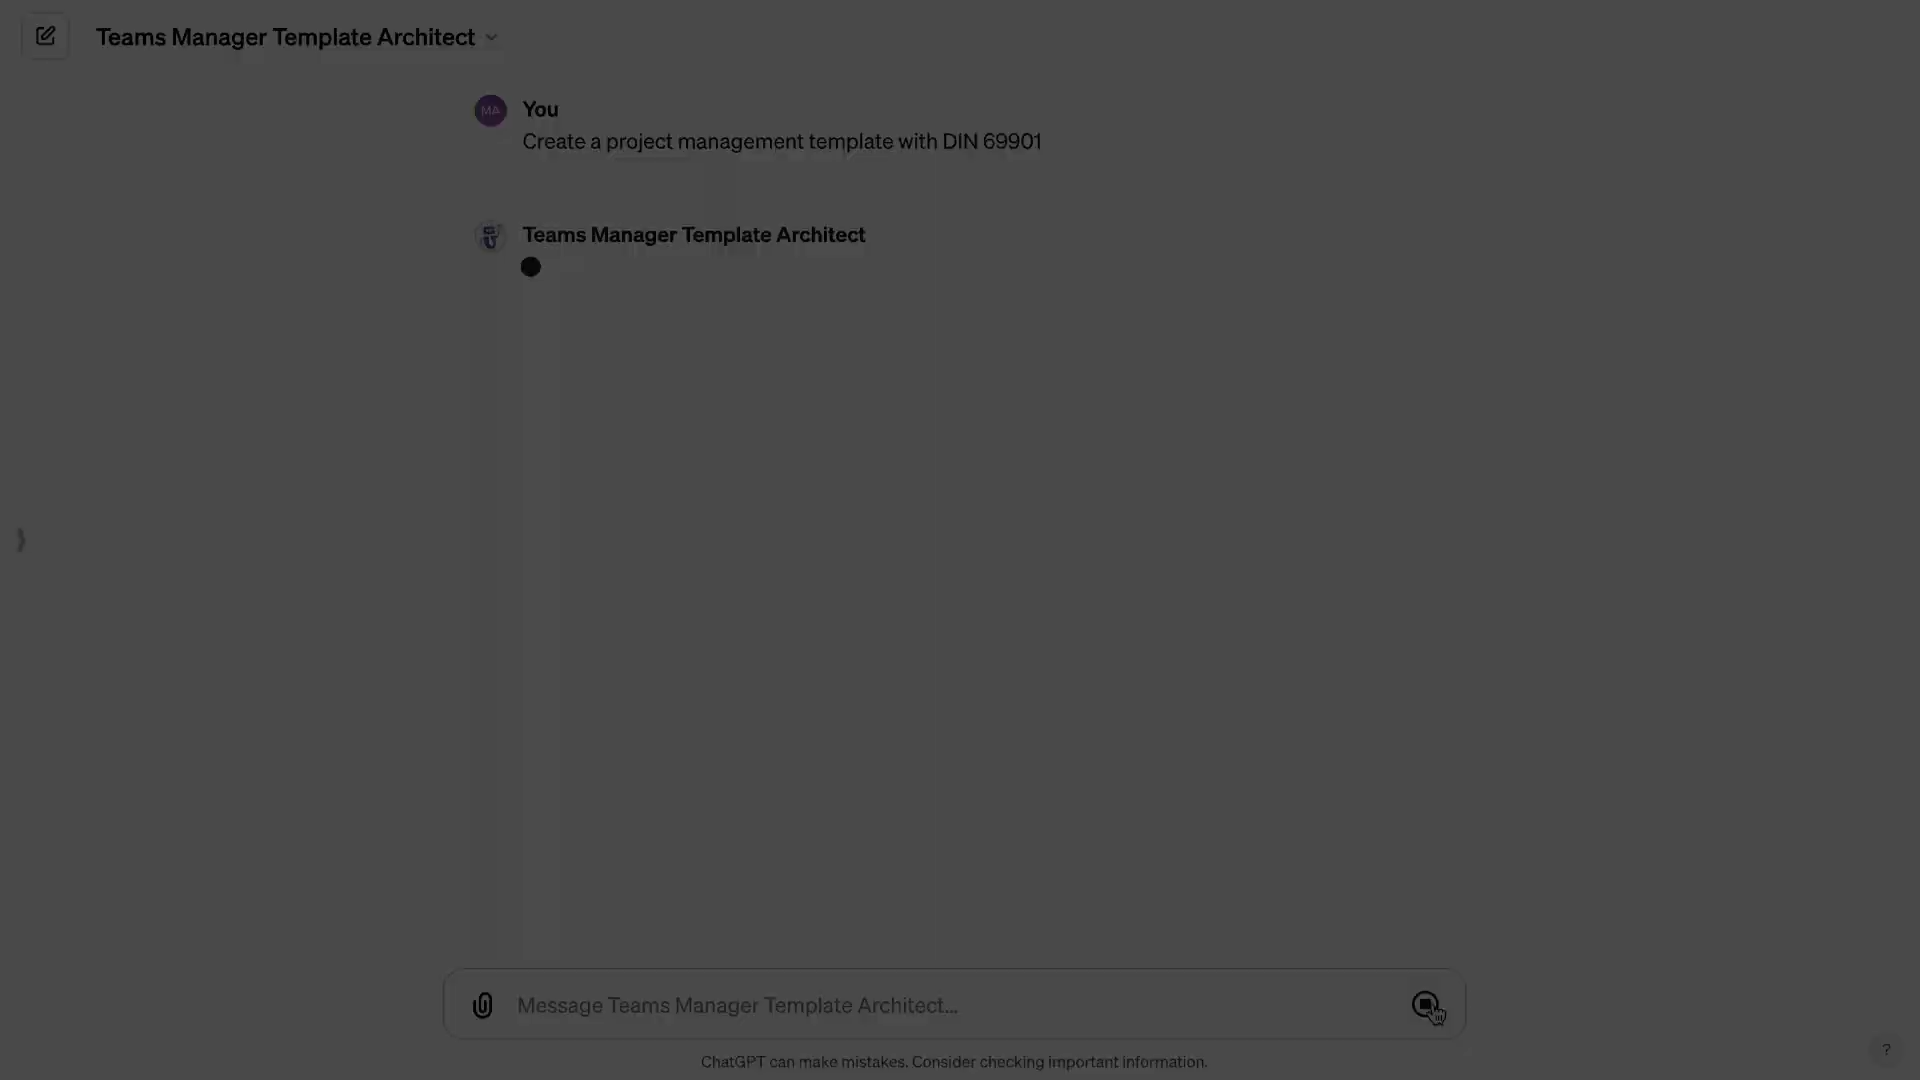 Teams Manager Template Architect
MA
You
Create a project management template with DIN 69901
Teams Manager Template Architect
Message Teams Manager Template Architect...
ChatGPT can make mistakes. Consider checking important information.
?